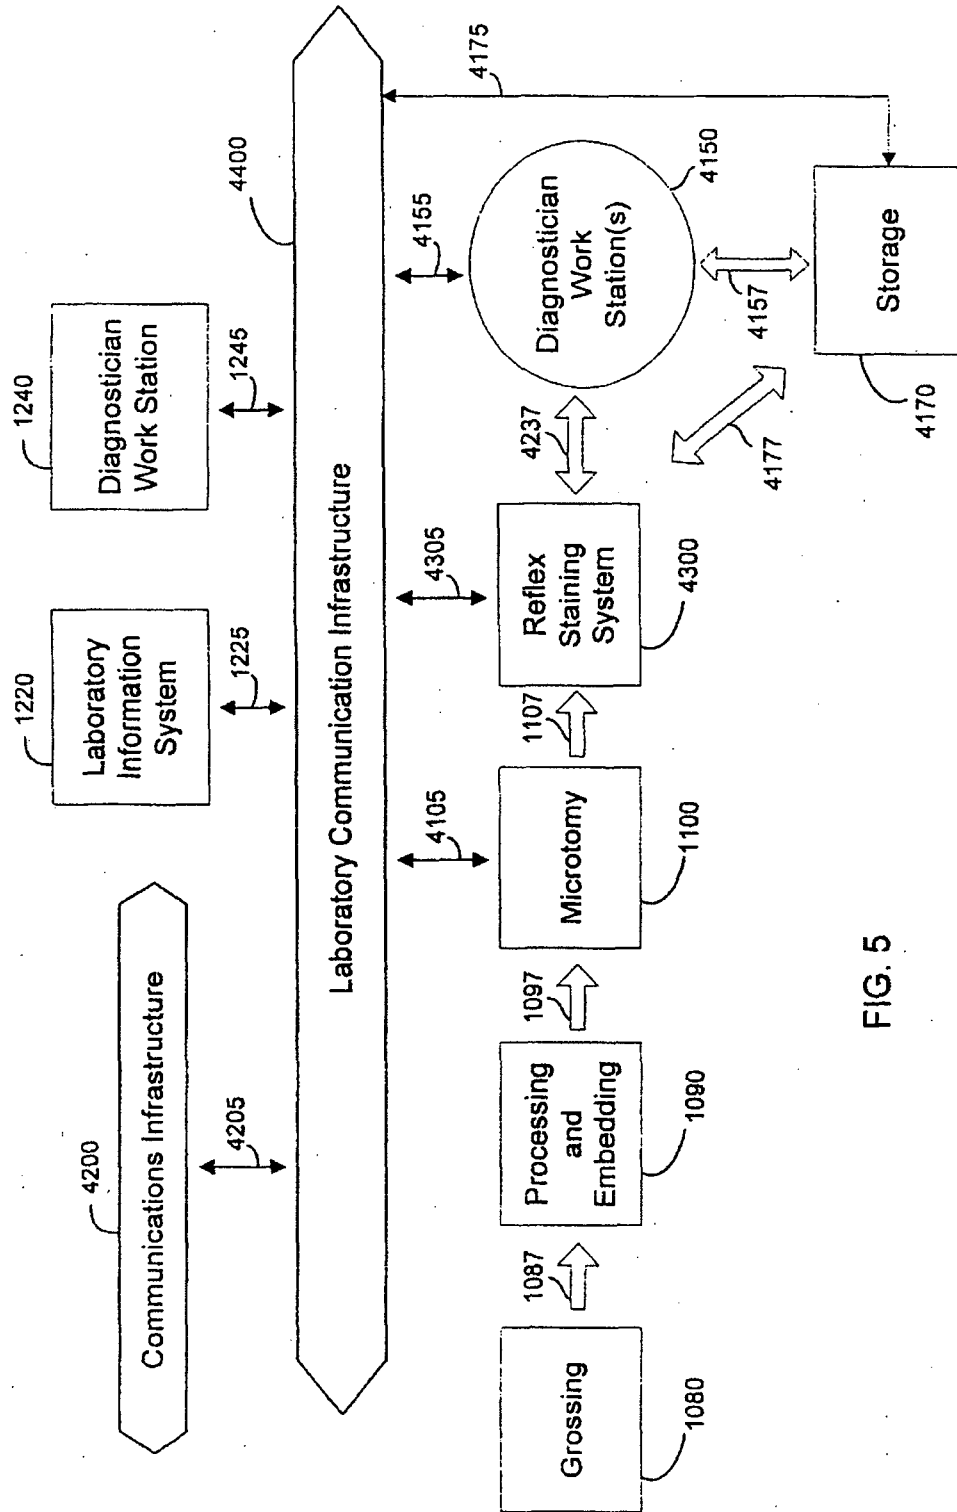 4200
Communications Infrastructure
4205
1220
Laboratory
Information
System
1225
1240
Diagnostician
Work Station
1245
4400
Laboratory Communication Infrastructure
4105
4305
4155
4175
Grossing
1080
1087
Processing
and
Embedding
1090
1097
Microtomy
1100
1107
Reflex
Staining
System
4300
4237
Diagnostician
Work
Station(s)
4150
4157
4177
Storage
4170
FIG. 5